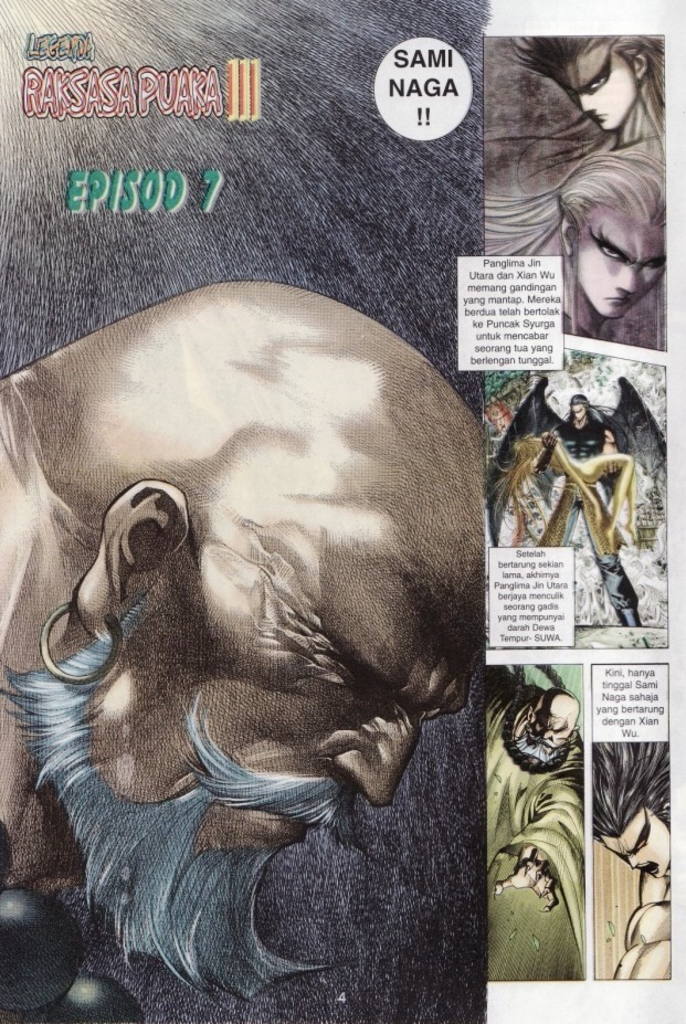 LEGENDA
RAKSASA PUAKA III
EPISOD 7
SAMI
NAGA
!!
Panglima Jin
Utara dan Xian Wu
memang gandingan
yang mantap. Mereka
berdua telah bertolak
ke Puncak Syurga
untuk mencabar
seorang tua yang
berlengan tunggal.
Setelah
bertarung sekian
lama, akhirnya
Panglima Jin Utara
berjaya menculik
seorang gadis
yang mempunyai
darah Dewa
Tempur- SUWA.
Kini, hanya
tinggal Sami
Naga sahaja
yang bertarung
dengan Xian
Wu.
4